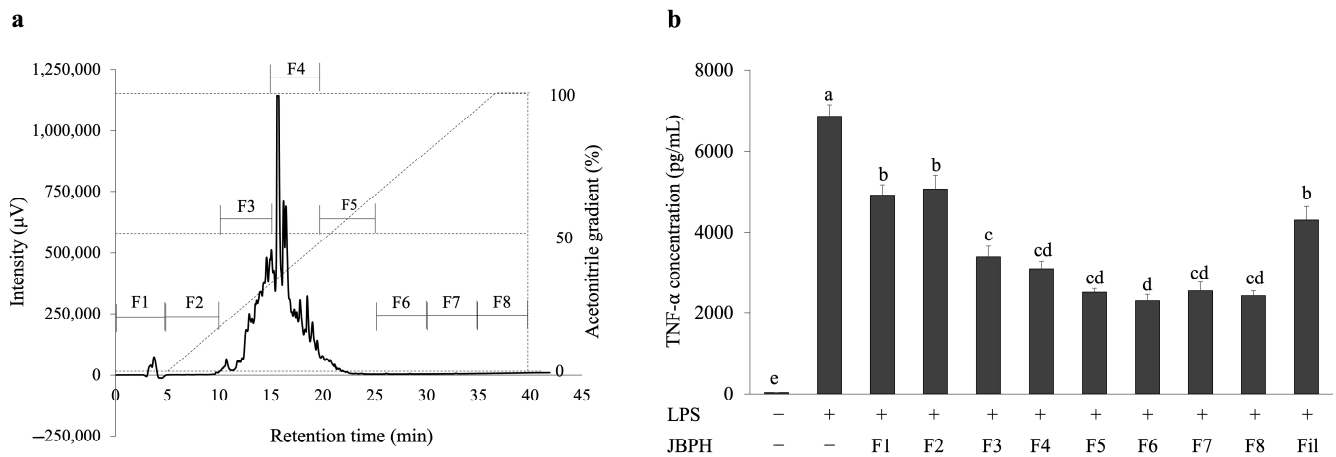 a
1,250,000
1,000,000
750,000
500,000
250,000
0
–250,000
Intensity (μV)
F4
F3
F5
F1
F2
F6
F7
F8
100
50
0
Acetonitrile gradient (%)
0 5 10 15 20 25 30 35 40 45
Retention time (min)
b
8000
6000
4000
2000
0
TNF-α concentration (pg/mL)
e a b b c cd cd d cd cd b
LPS − + + + + + + + + + +
JBPH − − F1 F2 F3 F4 F5 F6 F7 F8 Fil